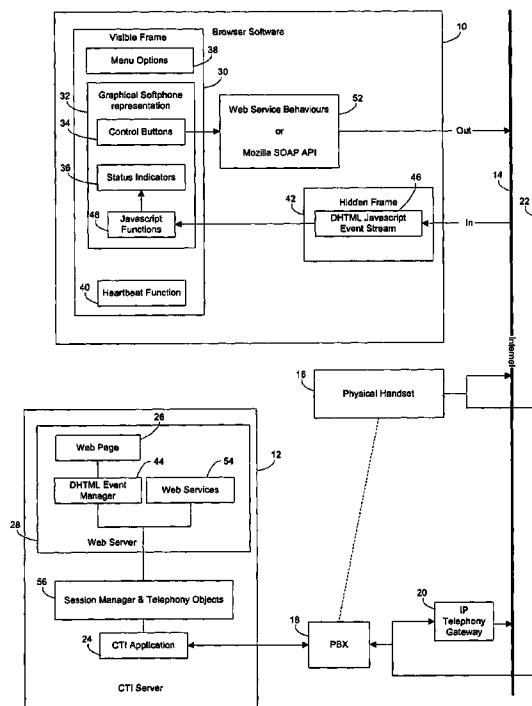 Visible Frame
Browser Software
10
Menu Options
38
30
32
Graphical Softphone
representation
52
34
Control Buttons
Web Service Behaviours
or
Mozilla SOAP API
Out
36
Status Indicators
46
14
42
Hidden Frame
22
48
Javascript
Functions
DHTML Javascript
Event Stream
In
40
Heartbeat Function
Internet
16
Physical Handset
26
Web Page
12
44
54
DHTML Event
Manager
Web Services
28
Web Server
56
Session Manager & Telephony Objects
20
IP
Telephony
Gateway
18
24
CTI Application
PBX
CTI Server